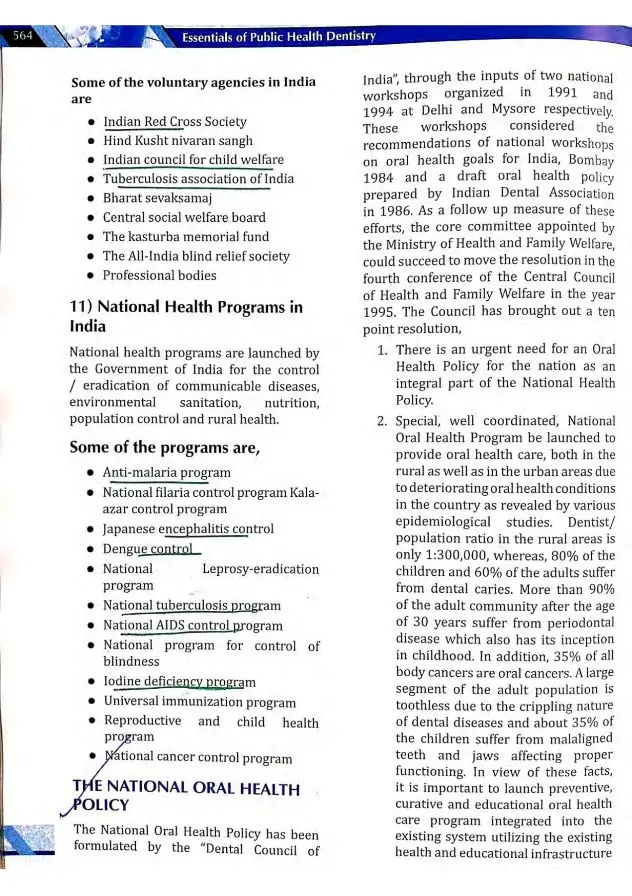 564
Essentials of Public Health Dentistry
Some of the voluntary agencies in India
are
• Indian Red Cross Society
• Hind Kusht nivaran sangh
• Indian council for child welfare
• Tuberculosis association of India
• Bharat sevaksamaj
• Central social welfare board
• The kasturba memorial fund
• The All-India blind relief society
• Professional bodies
11) National Health Programs in
India
National health programs are launched by
the Government of India for the control
/ eradication of communicable diseases,
environmental sanitation, nutrition,
population control and rural health.
Some of the programs are,
• Anti-malaria program
• National filaria control program Kala-
azar control program
• Japanese encephalitis control
• Dengue control
• National Leprosy-eradication
program
• National tuberculosis program
• National AIDS control program
• National program for control of
blindness
• Iodine deficiency program
• Universal immunization program
• Reproductive and child health
program
• National cancer control program
THE NATIONAL ORAL HEALTH
POLICY
The National Oral Health Policy has been
formulated by the "Dental Council of
India", through the inputs of two national
workshops organized in 1991 and
1994 at Delhi and Mysore respectively.
These workshops considered the
recommendations of national workshops
on oral health goals for India, Bombay
1984 and a draft oral health policy
prepared by Indian Dental Association
in 1986. As a follow up measure of these
efforts, the core committee appointed by
the Ministry of Health and Family Welfare,
could succeed to move the resolution in the
fourth conference of the Central Council
of Health and Family Welfare in the year
1995. The Council has brought out a ten
point resolution,
1. There is an urgent need for an Oral
Health Policy for the nation as an
integral part of the National Health
Policy.
2. Special, well coordinated, National
Oral Health Program be launched to
provide oral health care, both in the
rural as well as in the urban areas due
to deteriorating oral health conditions
in the country as revealed by various
epidemiological studies. Dentist/
population ratio in the rural areas is
only 1:300,000, whereas, 80% of the
children and 60% of the adults suffer
from dental caries. More than 90%
of the adult community after the age
of 30 years suffer from periodontal
disease which also has its inception
in childhood. In addition, 35% of all
body cancers are oral cancers. A large
segment of the adult population is
toothless due to the crippling nature
of dental diseases and about 35% of
the children suffer from malaligned
teeth and jaws affecting proper
functioning. In view of these facts,
it is important to launch preventive,
curative and educational oral health
care program integrated into the
existing system utilizing the existing
health and educational infrastructure